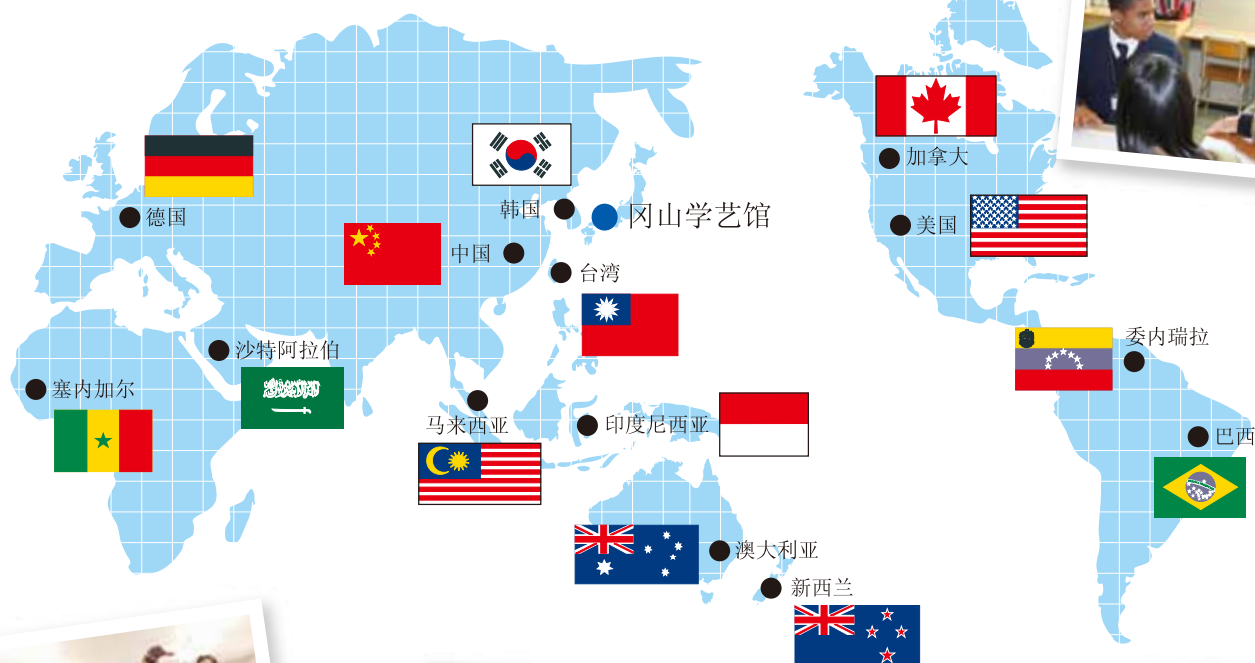 加拿大
德国
韩国
冈山学艺馆
美国
中国
台湾
委内瑞拉
沙特阿拉伯
塞内加尔
马来西亚
印度尼西亚
巴西
澳大利亚
新西兰